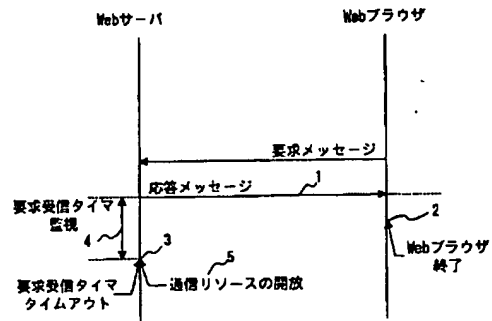 Webサーバ
Webブラウザ
要求メッセージ
応答メッセージ
1
要求受信タイマ
監視
4
2
3
5
Webブラウザ
終了
通信リソースの開放
要求受信タイマ
タイムアウト